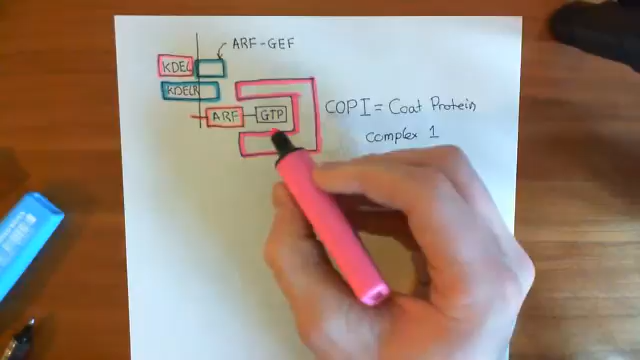 ARF-GEF
KDEL
KDELR
ARF
GTP
COPI = Coat Protein
Complex 1